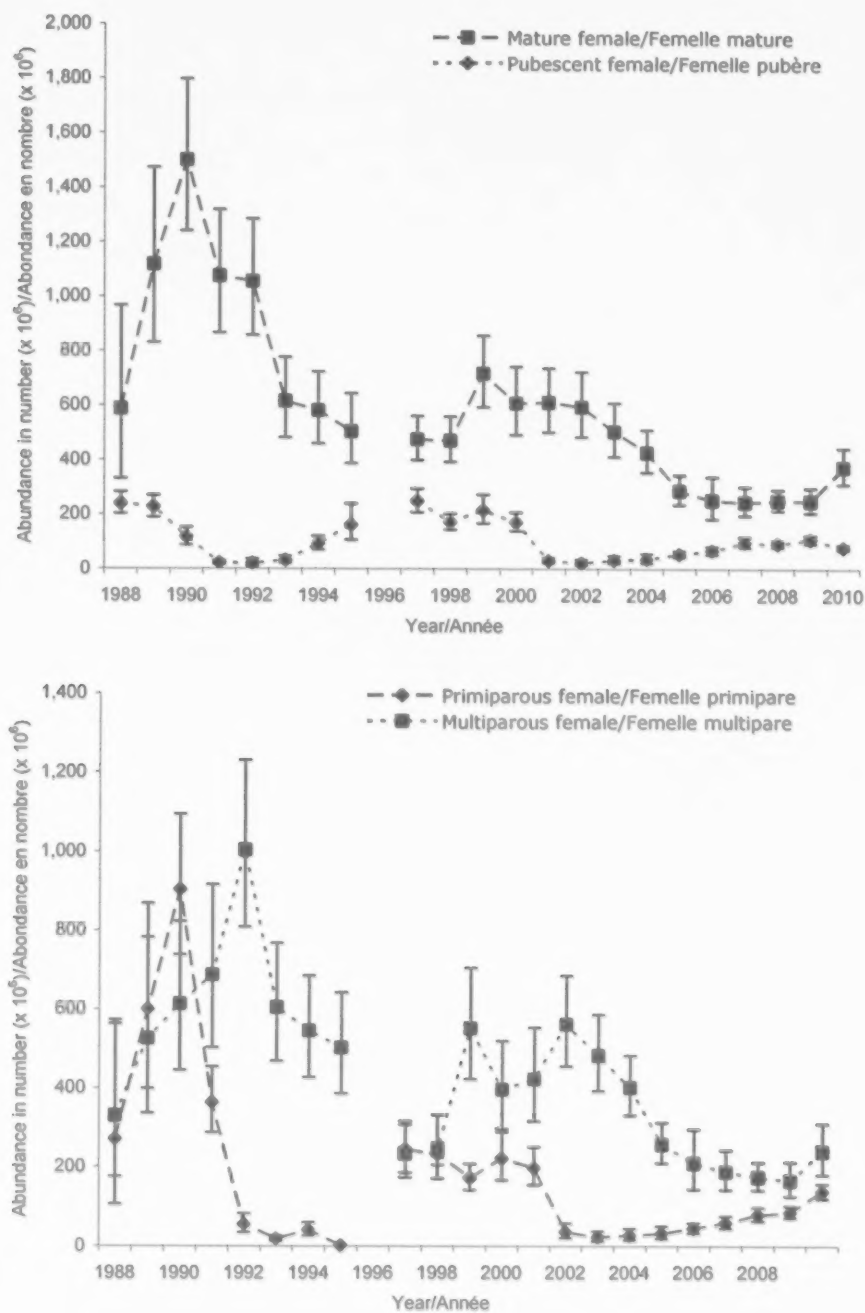 2,000
1,800
1,600
1,400
1,200
1,000
800
600
400
200
0
Abundance in number (x 10⁶)/Abondance en nombre (x 10⁶)
Mature female/Femelle mature
Pubescent female/Femelle pubère
1988 1990 1992 1994 1996 1998 2000 2002 2004 2006 2008 2010
Year/Année
1,400
1,200
1,000
800
600
400
200
0
Abundance in number (x 10⁶)/Abondance en nombre (x 10⁶)
Primiparous female/Femelle primipare
Multiparous female/Femelle multipare
1988 1990 1992 1994 1996 1998 2000 2002 2004 2006 2008
Year/Année